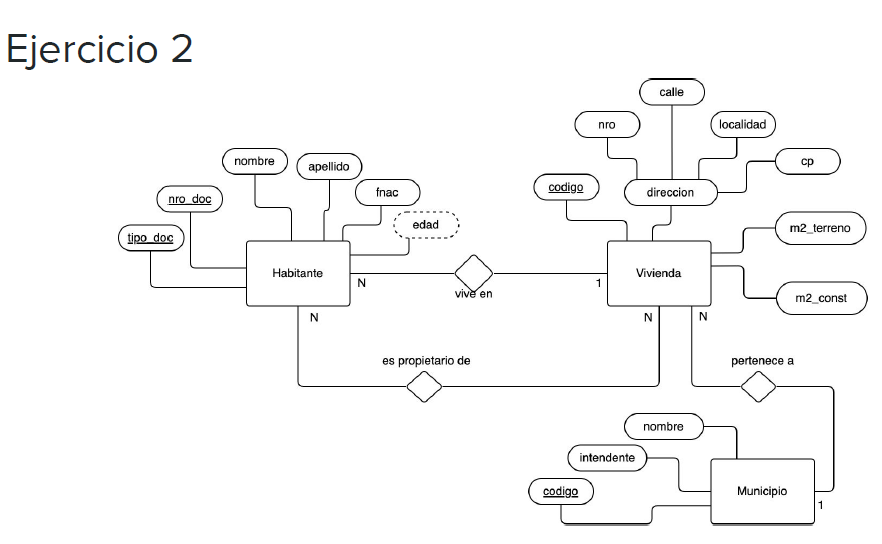 Ejercicio 2
calle
nro
localidad
nombre
apellido
cp
nro_doc
fnac
codigo
direccion
tipo_doc
edad
m2_terreno
Habitante
Vivienda
N
1
vive en
m2_const
N
N
N
es propietario de
pertenece a
nombre
intendente
codigo
Municipio
1